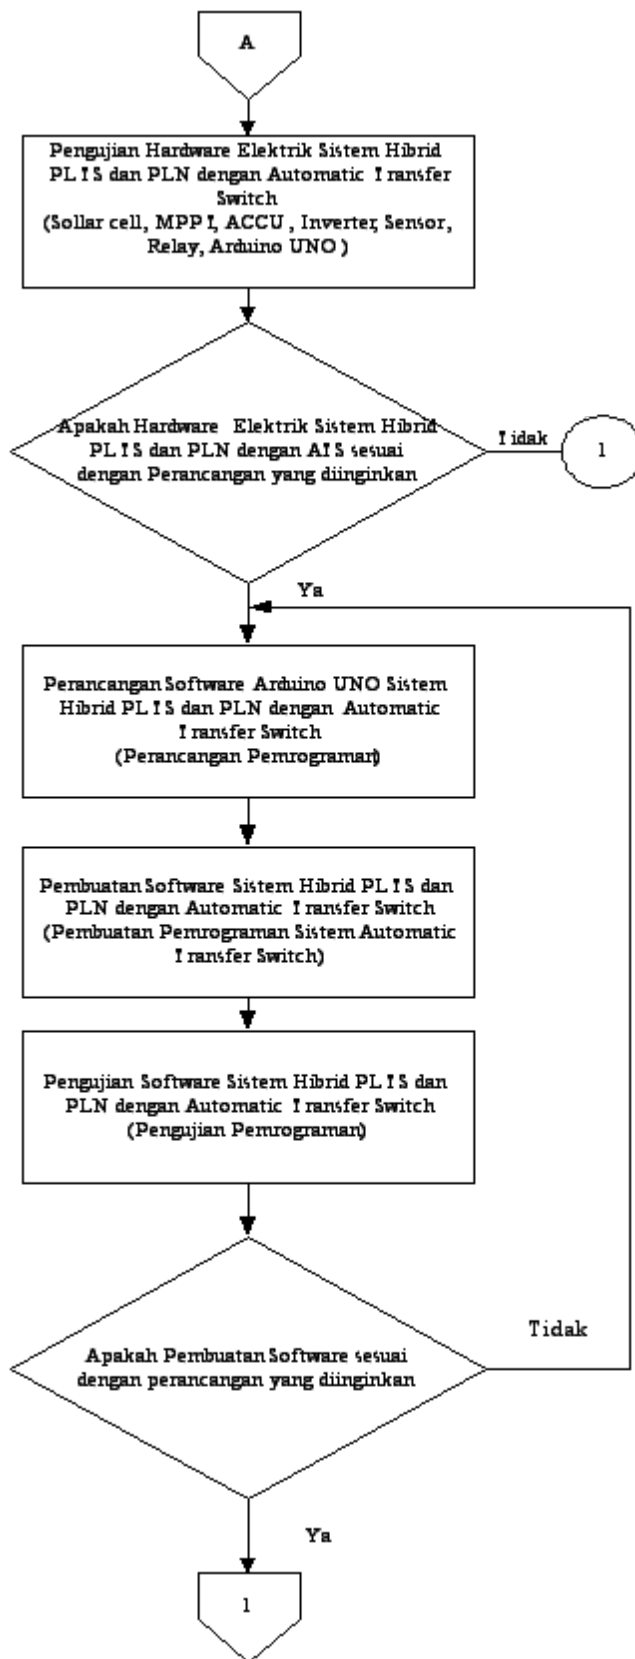 A
Pengujian Hardware Elektrik Sistem Hibrid
PLTS dan PLN dengan Automatic Transfer
Switch
(Sollar cell, MPPT, ACCU , Inverter, Sensor,
Relay, Arduino UNO )
Apakah Hardware Elektrik Sistem Hibrid
PLTS dan PLN dengan ATS sesuai
dengan Perancangan yang diinginkan
Tidak
1
Ya
Perancangan Software Arduino UNO Sistem
Hibrid PLTS dan PLN dengan Automatic
Transfer Switch
(Perancangan Pemrograman)
Pembuatan Software Sistem Hibrid PLTS dan
PLN dengan Automatic Transfer Switch
(Pembuatan Pemrograman Sistem Automatic
Transfer Switch)
Pengujian Software Sistem Hibrid PLTS dan
PLN dengan Automatic Transfer Switch
(Pengujian Pemrograman)
Tidak
Apakah Pembuatan Software sesuai
dengan perancangan yang diinginkan
Ya
1